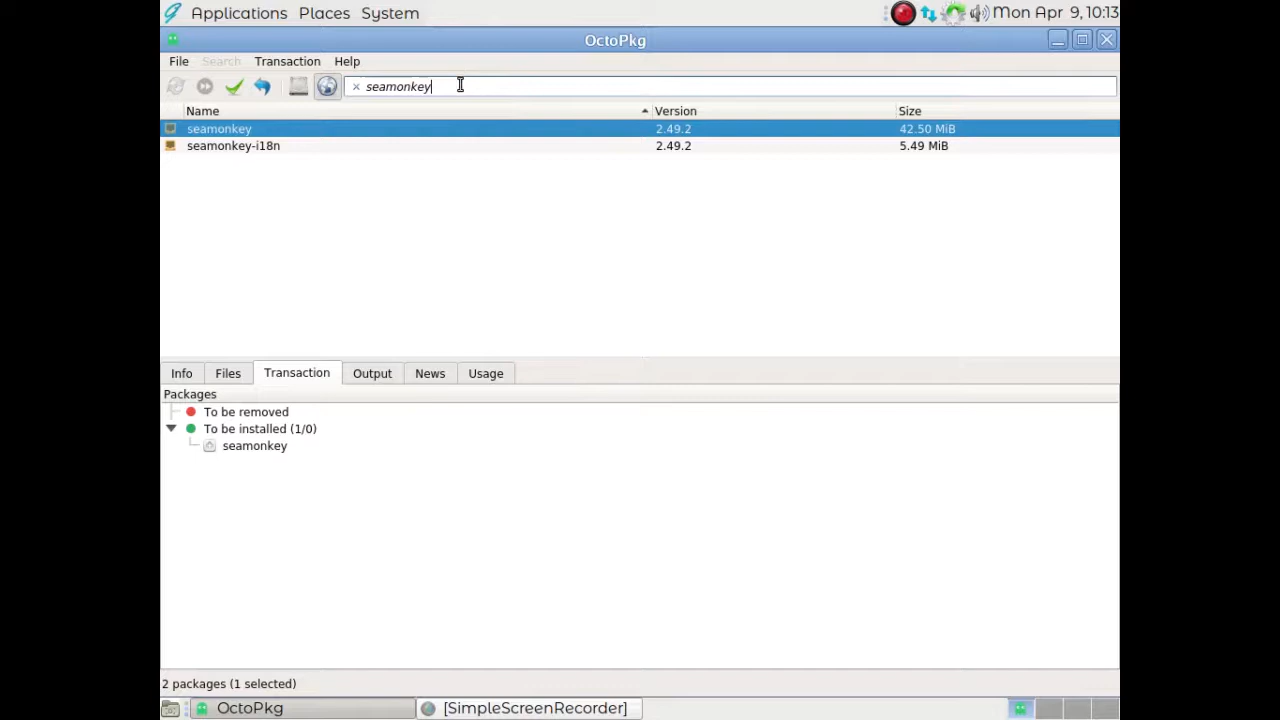 Applications Places System Mon Apr 9, 10:13
OctoPkg
File Search Transaction Help
seamonkey
Name Version Size
seamonkey 2.49.2 42.50 MiB
seamonkey-i18n 2.49.2 5.49 MiB
Info Files Transaction Output News Usage
Packages
To be removed
To be installed (1/0)
seamonkey
2 packages (1 selected)
OctoPkg [SimpleScreenRecorder]